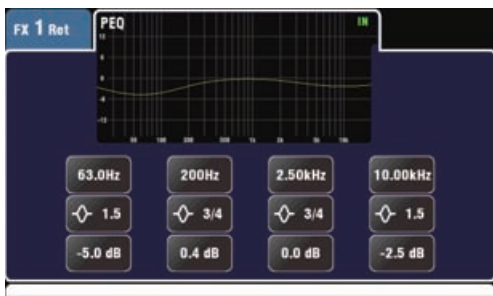 FX 1 Ret
PEQ
IN
63.0Hz 200Hz 2.50kHz 10.00kHz
1.5 3/4 3/4 1.5
-5.0 dB 0.4 dB 0.0 dB -2.5 dB